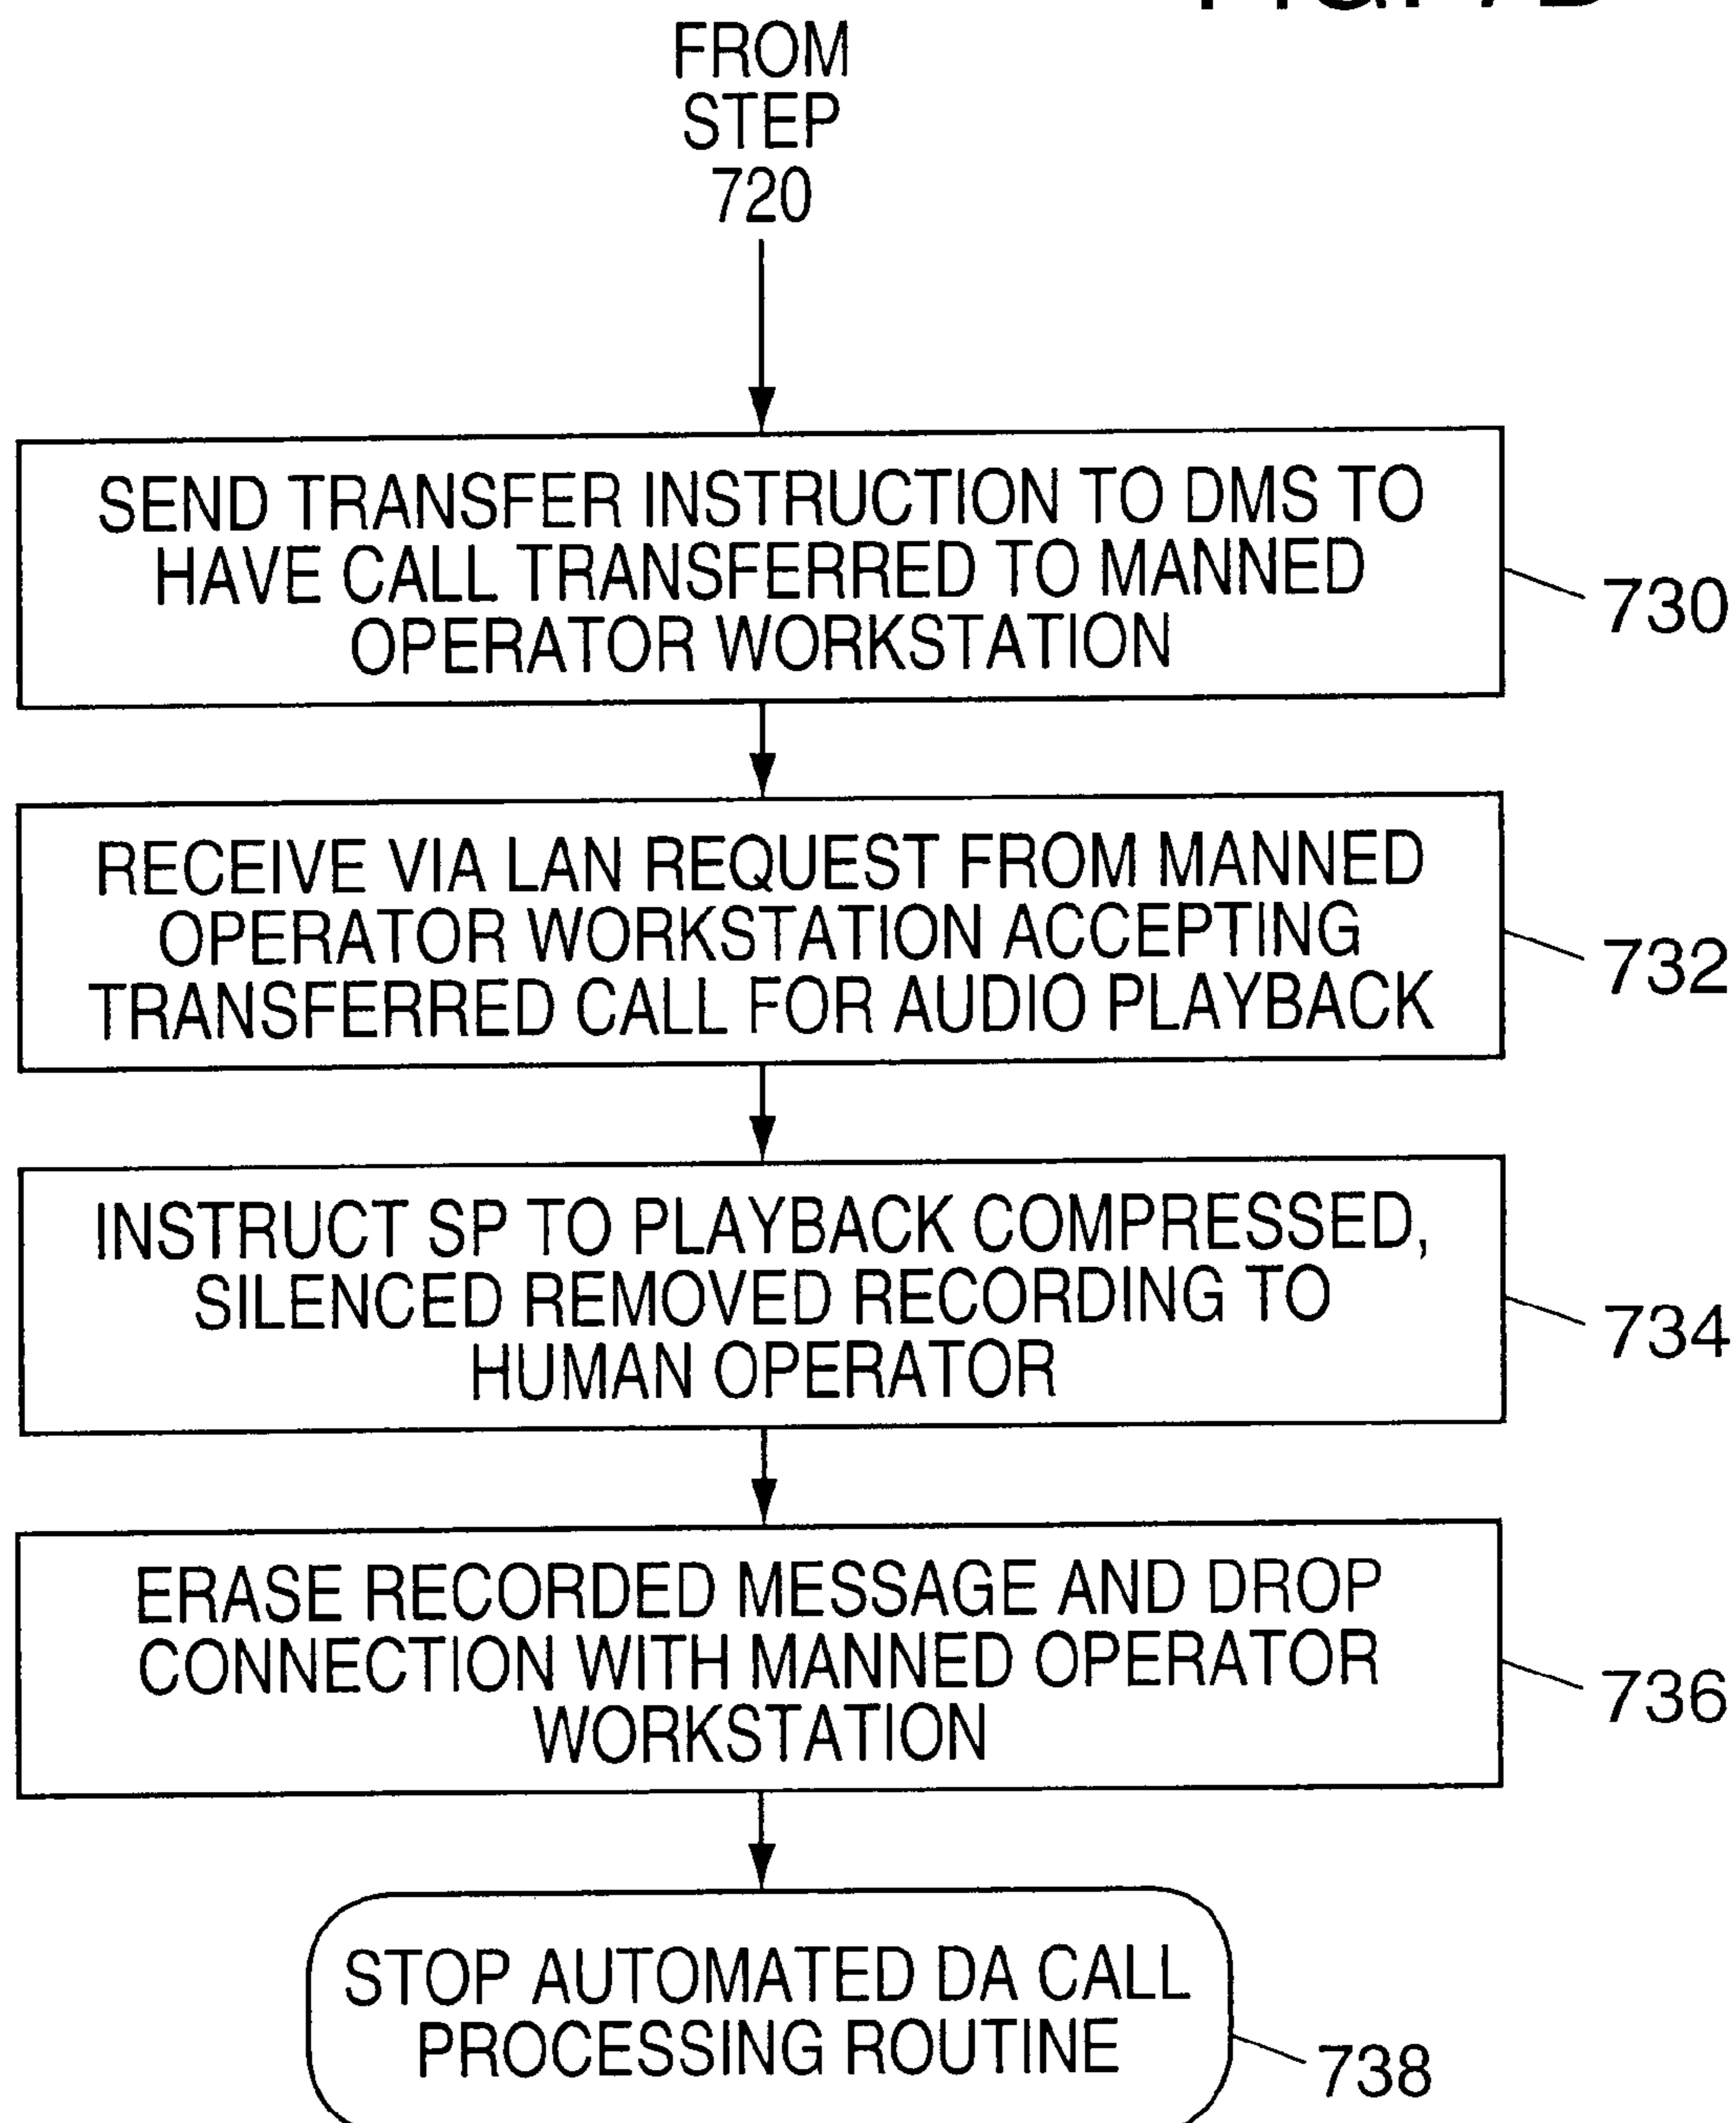 FROM
STEP
720
SEND TRANSFER INSTRUCTION TO DMS TO
HAVE CALL TRANSFERRED TO MANNED
OPERATOR WORKSTATION
730
RECEIVE VIA LAN REQUEST FROM MANNED
OPERATOR WORKSTATION ACCEPTING
TRANSFERRED CALL FOR AUDIO PLAYBACK
732
INSTRUCT SP TO PLAYBACK COMPRESSED,
SILENCED REMOVED RECORDING TO
HUMAN OPERATOR
734
ERASE RECORDED MESSAGE AND DROP
CONNECTION WITH MANNED OPERATOR
WORKSTATION
736
STOP AUTOMATED DA CALL
PROCESSING ROUTINE
738